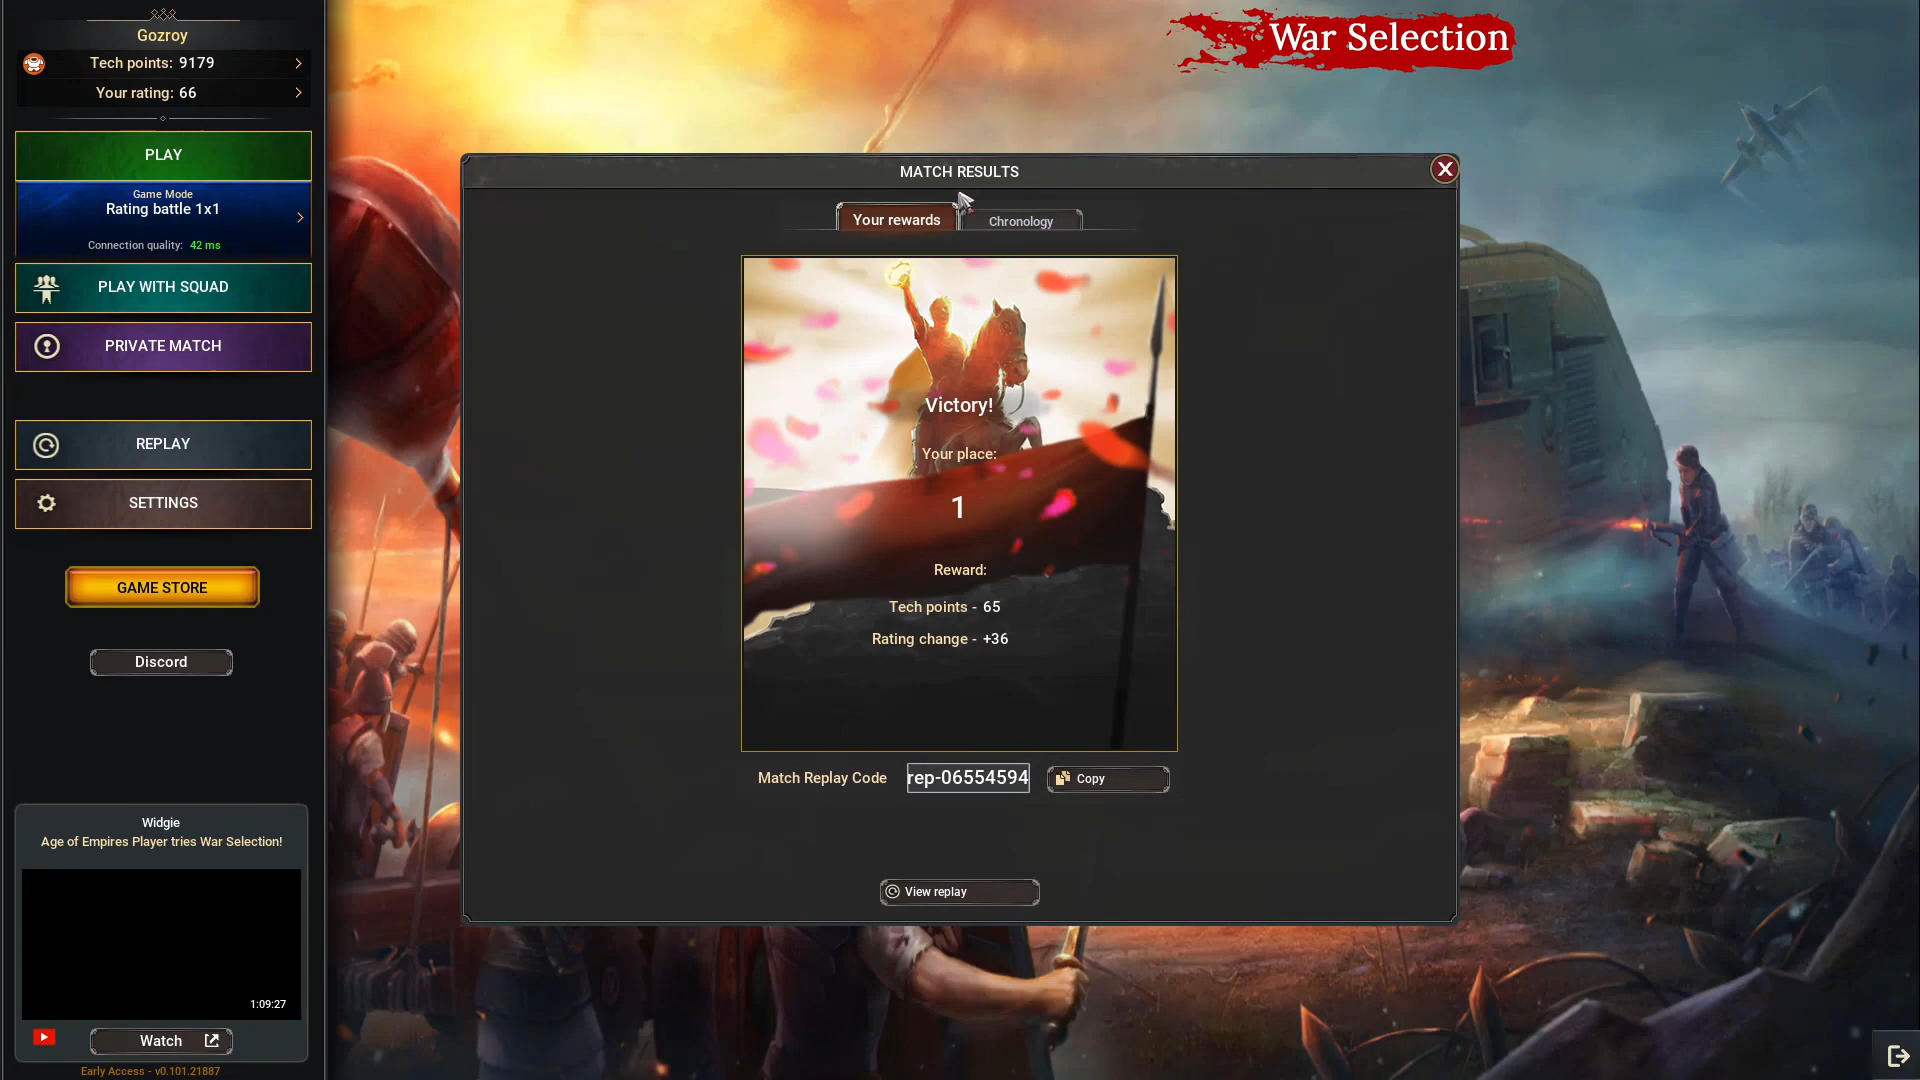 Gozroy
Tech points: 9179
Your rating: 66
PLAY
Game Mode
Rating battle 1x1
Connection quality: 42 ms
PLAY WITH SQUAD
PRIVATE MATCH
REPLAY
SETTINGS
GAME STORE
Discord
Widgie
Age of Empires Player tries War Selection!
1:09:27
Watch
Early Access - v0.101.21887
War Selection
MATCH RESULTS
X
Your rewards
Chronology
Victory!
Your place:
1
Reward:
Tech points - 65
Rating change - +36
Match Replay Code rep-06554594 Copy
View replay